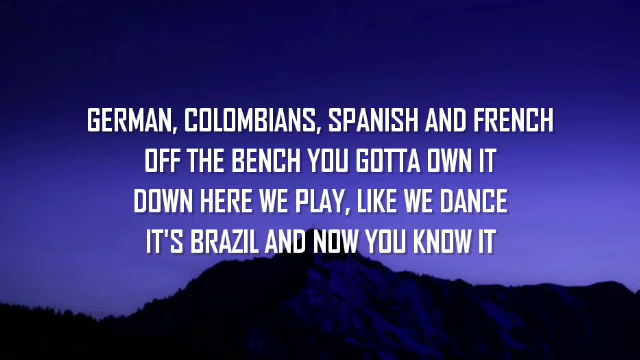 GERMAN, COLOMBIANS, SPANISH AND FRENCH
OFF THE BENCH YOU GOTTA OWN IT
DOWN HERE WE PLAY, LIKE WE DANCE
IT'S BRAZIL AND NOW YOU KNOW IT